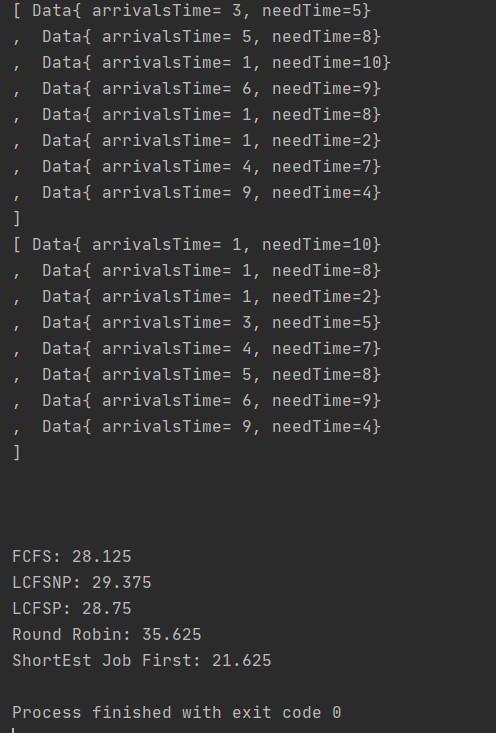 [ Data{ arrivalsTime= 3, needTime=5}
,  Data{ arrivalsTime= 5, needTime=8}
,  Data{ arrivalsTime= 1, needTime=10}
,  Data{ arrivalsTime= 6, needTime=9}
,  Data{ arrivalsTime= 1, needTime=8}
,  Data{ arrivalsTime= 1, needTime=2}
,  Data{ arrivalsTime= 4, needTime=7}
,  Data{ arrivalsTime= 9, needTime=4}
]
[ Data{ arrivalsTime= 1, needTime=10}
,  Data{ arrivalsTime= 1, needTime=8}
,  Data{ arrivalsTime= 1, needTime=2}
,  Data{ arrivalsTime= 3, needTime=5}
,  Data{ arrivalsTime= 4, needTime=7}
,  Data{ arrivalsTime= 5, needTime=8}
,  Data{ arrivalsTime= 6, needTime=9}
,  Data{ arrivalsTime= 9, needTime=4}
]
FCFS: 28.125
LCFSNP: 29.375
LCFSP: 28.75
Round Robin: 35.625
ShortEst Job First: 21.625
Process finished with exit code 0